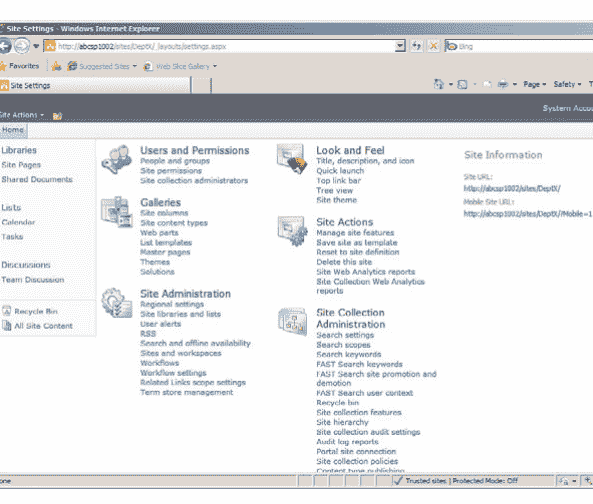 Site Settings - Windows Internet Explorer
http://abcsp1002/sites/DeptX/_layouts/settings.aspx
Bing
Favorites
Suggested Sites
Web Slice Gallery
Site Settings
Page
Safety
T
Site Actions
System Accou
Home
Libraries
Site Pages
Shared Documents
Lists
Calendar
Tasks
Discussions
Team Discussion
Recycle Bin
All Site Content
Users and Permissions
People and groups
Site permissions
Site collection administrators
Galleries
Site columns
Site content types
Web parts
List templates
Master pages
Themes
Solutions
Site Administration
Regional settings
Site libraries and lists
User alerts
RSS
Search and offline availability
Sites and workspaces
Workflows
Workflow settings
Related Links scope settings
Term store management
Look and Feel
Title, description, and icon
Quick launch
Top link bar
Tree view
Site theme
Site Actions
Manage site features
Save site as template
Reset to site definition
Delete this site
Site Web Analytics reports
Site Collection Web Analytics
reports
Site Collection
Administration
Search settings
Search scopes
Search keywords
FAST Search keywords
FAST Search site promotion and
demotion
FAST Search user context
Recycle bin
Site collection features
Site hierarchy
Site collection audit settings
Audit log reports
Portal site connection
Site collection policies
Content type publishing
Site Information
Site URL:
http://abcsp1002/sites/DeptX/
Mobile Site URL:
http://abcsp1002/sites/DeptX/?Mobile=1
one
Trusted sites | Protected Mode: Off